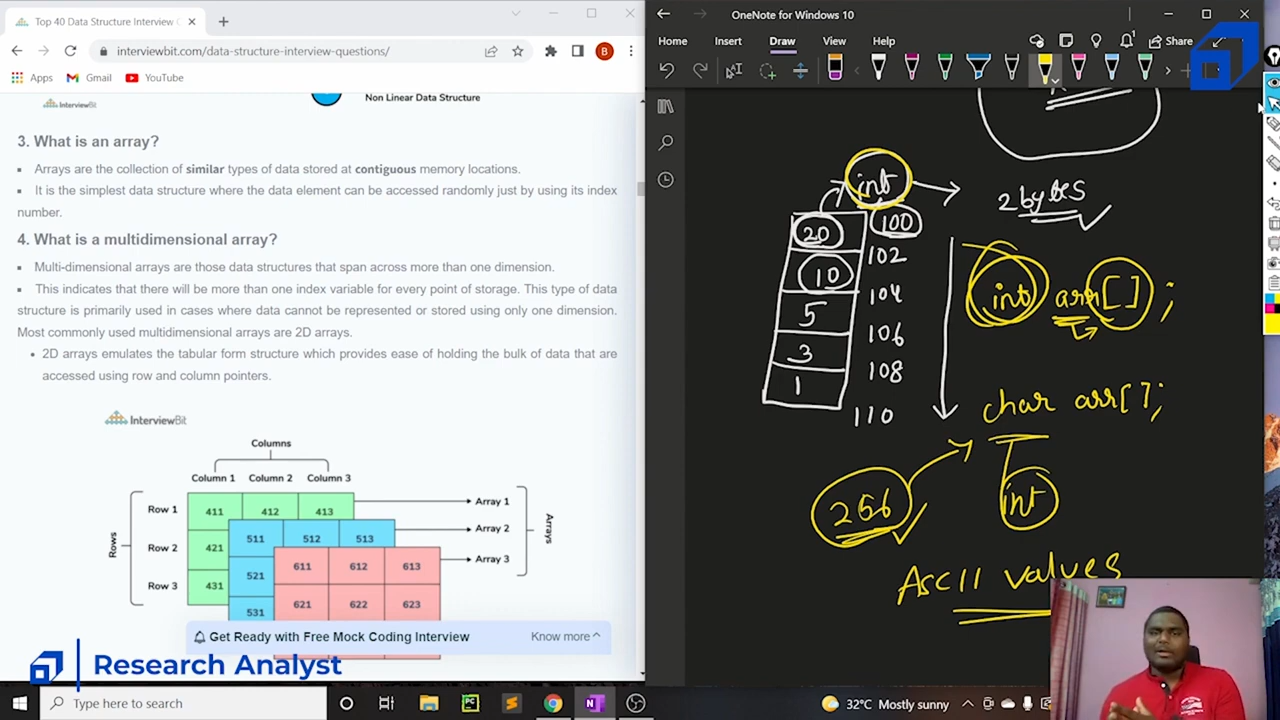 Top 40 Data Structure Interview Q
interviewbit.com/data-structure-interview-questions/
B
Apps
Gmail
YouTube
InterviewBit
Non Linear Data Structure
3. What is an array?
Arrays are the collection of similar types of data stored at contiguous memory locations.
It is the simplest data structure where the data element can be accessed randomly just by using its index
number.
4. What is a multidimensional array?
Multi-dimensional arrays are those data structures that span across more than one dimension.
This indicates that there will be more than one index variable for every point of storage. This type of data
structure is primarily used in cases where data cannot be represented or stored using only one dimension.
Most commonly used multidimensional arrays are 2D arrays.
2D arrays emulates the tabular form structure which provides ease of holding the bulk of data that are
accessed using row and column pointers.
InterviewBit
Columns
Column 1 Column 2 Column 3
Rows
Row 1
Row 2
Row 3
411 412 413
421
431
511 512 513
521
531
611 612 613
621 622 623
Array 1
Array 2
Array 3
Arrays
Get Ready with Free Mock Coding Interview
Know more
Research Analyst
Type here to search
OneNote for Windows 10
Home Insert Draw View Help
Share
int
2 bytes
20 100
10 102
5 104
3 106
1 108
110
int arr[];
char arr[];
256
int
ASCII values
32°C Mostly sunny